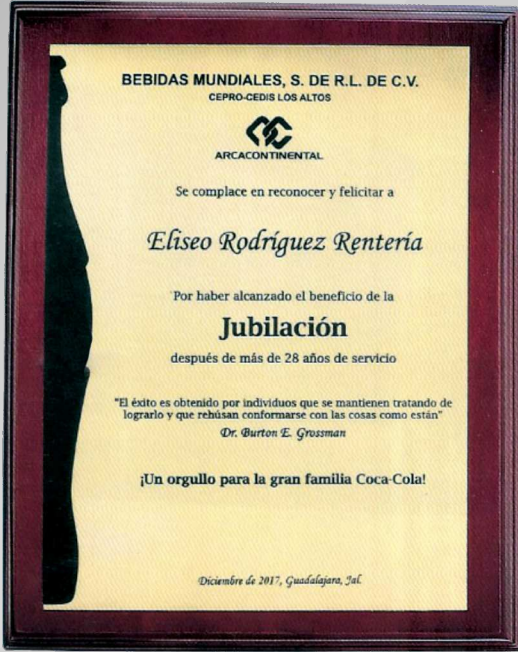 BEBIDAS MUNDIALES, S. DE R.L. DE C.V.
CEPRO-CEDIS LOS ALTOS
ARCACONTINENTAL
Se complace en reconocer y felicitar a
Eliseo Rodríguez Rentería
Por haber alcanzado el beneficio de la
Jubilación
después de más de 28 años de servicio
"El éxito es obtenido por individuos que se mantienen tratando de
lograrlo y que rehúsan conformarse con las cosas como están"
Dr. Burton E. Grossman
¡Un orgullo para la gran familia Coca-Cola!
Diciembre de 2017, Guadalajara, Jal.